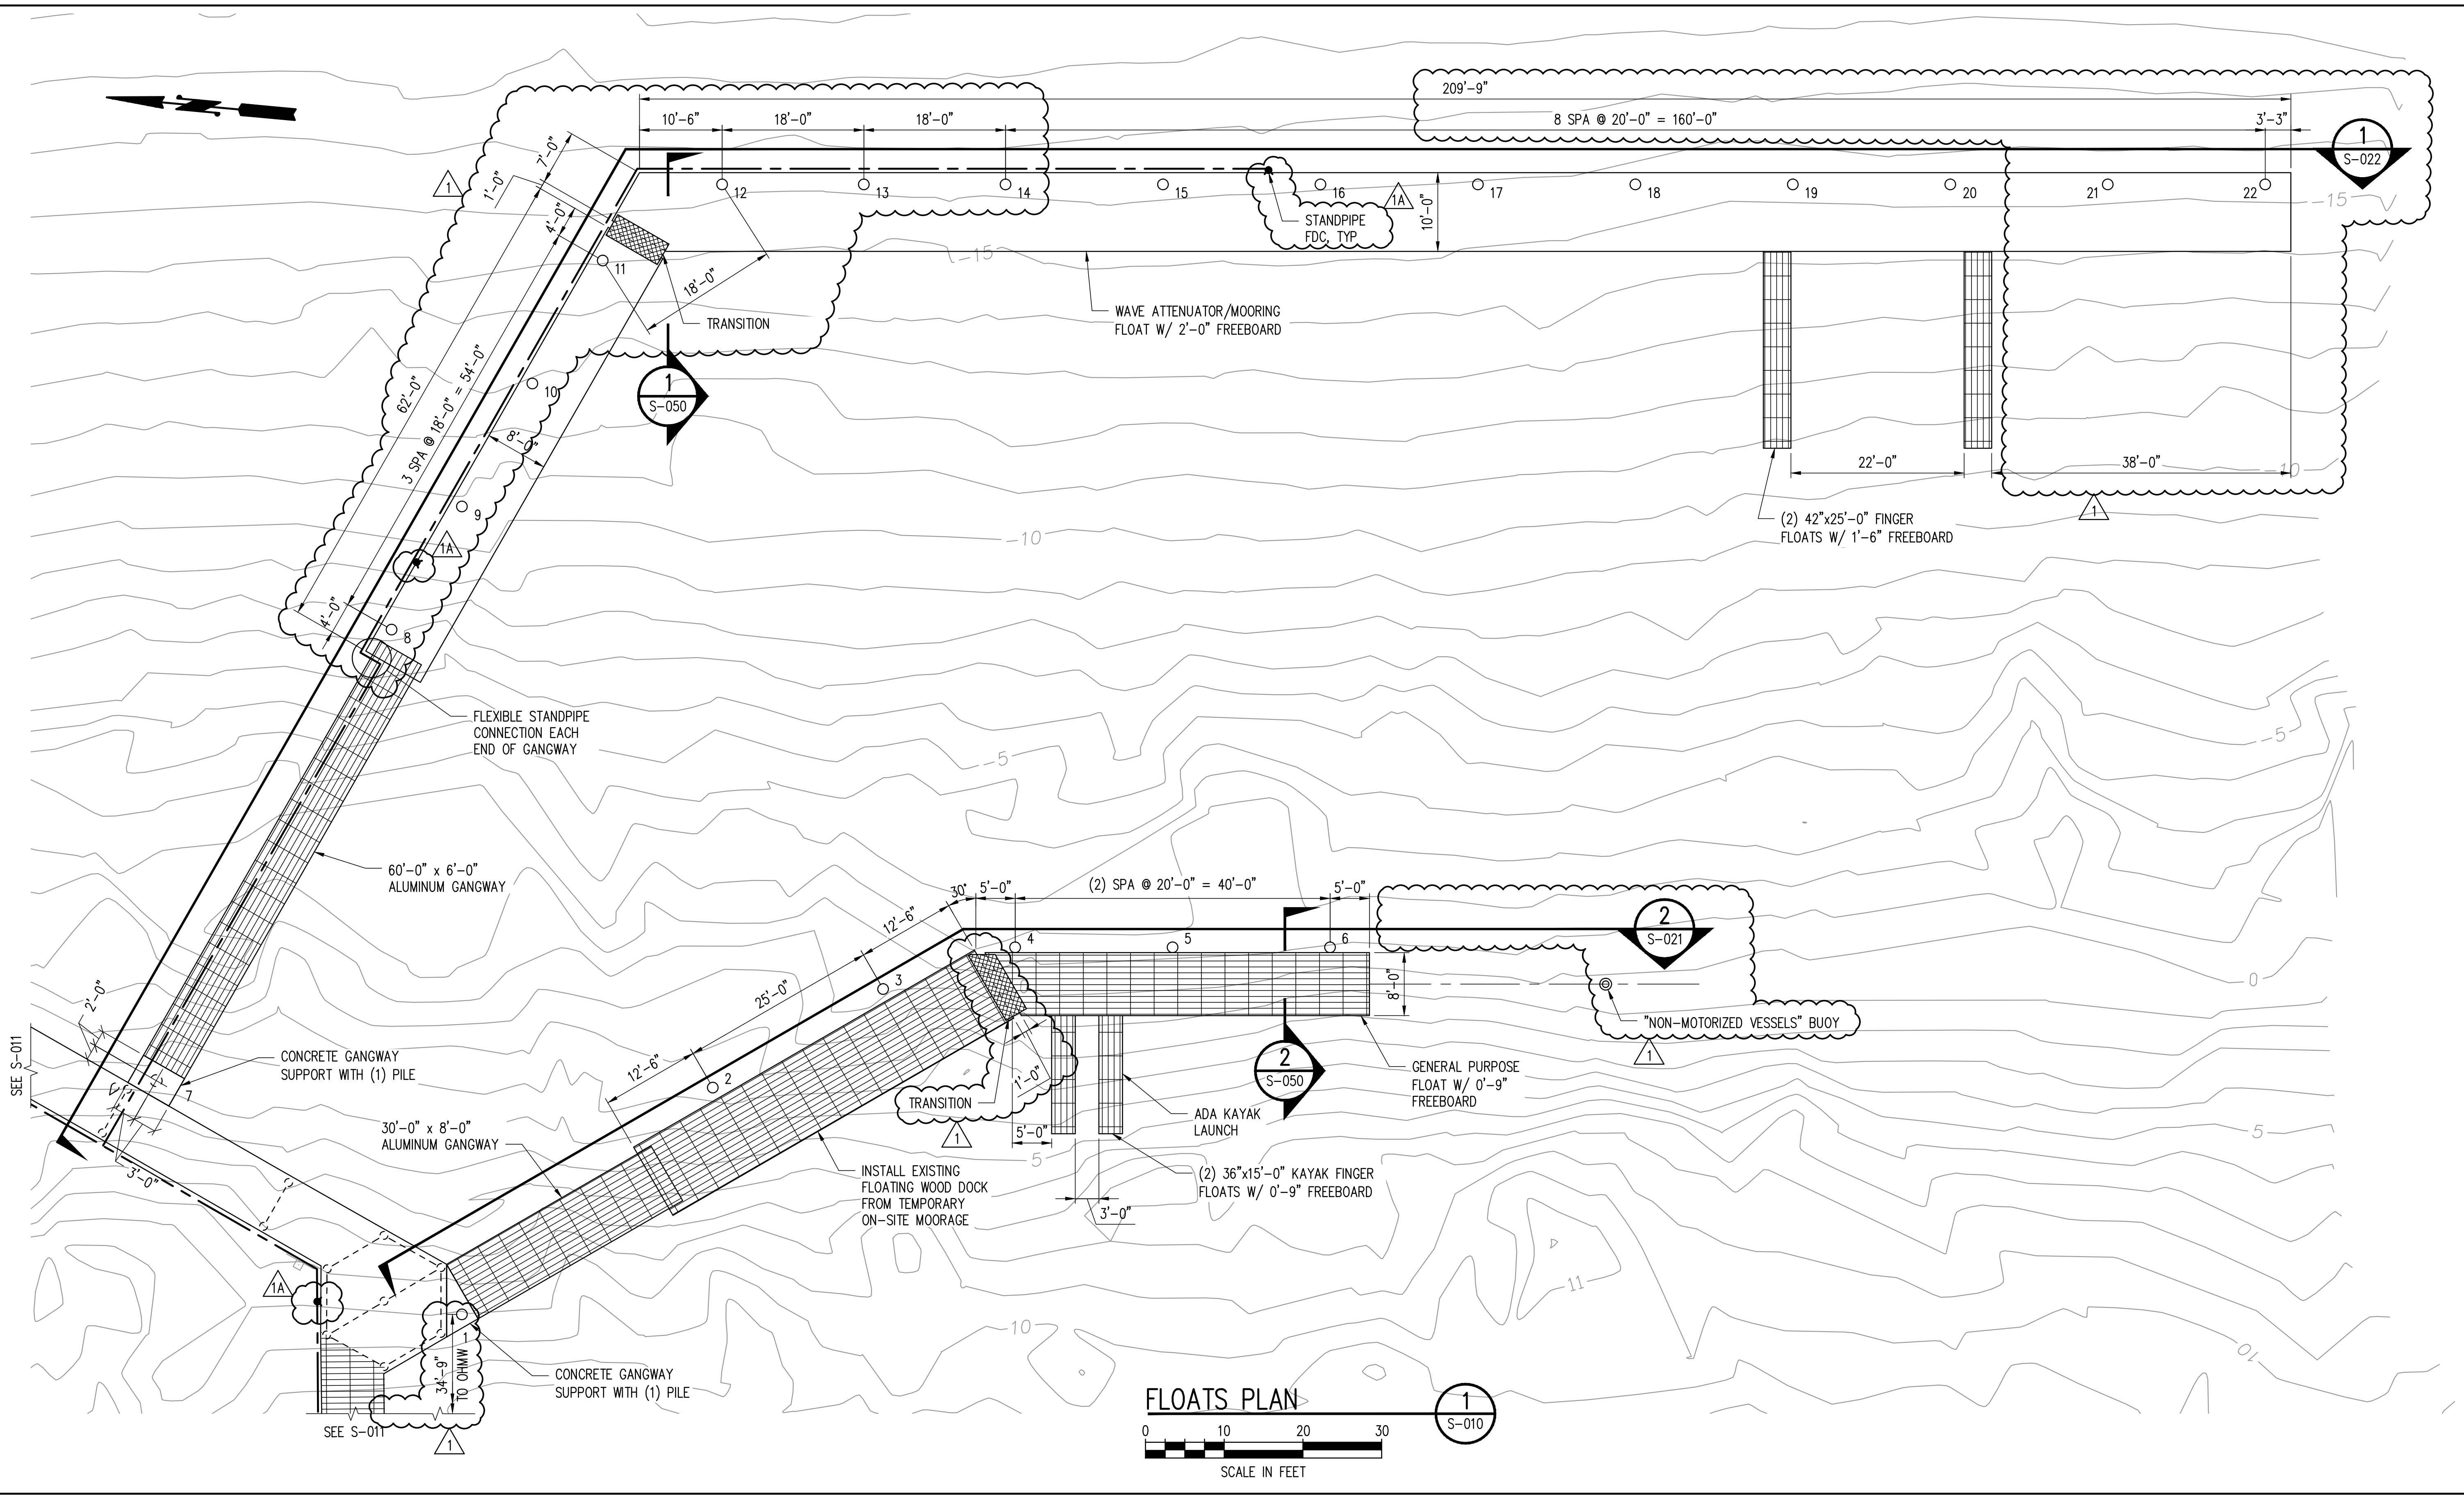 209'-9"
10'-6"
18'-0"
18'-0"
8 SPA @ 20'-0" = 160'-0"
3'-3"
1
S-022
7'-0"
1'-0"
4'-0"
1
12
13
14
15
16
1A
17
18
19
20
21
22
-15
10'-0"
STANDPIPE
FDC, TYP
11
-15
18'-0"
TRANSITION
WAVE ATTENUATOR/MOORING
FLOAT W/ 2'-0" FREEBOARD
1
S-050
10
62'-0"
3 SPA @ 18'-0" = 54'-0"
8'-0"
22'-0"
38'-0"
-10
9
1A
-10
(2) 42"x25'-0" FINGER
FLOATS W/ 1'-6" FREEBOARD
1
4'-0"
8
FLEXIBLE STANDPIPE
CONNECTION EACH
END OF GANGWAY
-5
-5
60'-0" x 6'-0"
ALUMINUM GANGWAY
30'
5'-0"
(2) SPA @ 20'-0" = 40'-0"
5'-0"
12'-6"
2
S-021
4
5
6
25'-0"
3
8'-0"
0
2'-0"
"NON-MOTORIZED VESSELS" BUOY
1
SEE S-011
CONCRETE GANGWAY
SUPPORT WITH (1) PILE
7
12'-6"
2
1'-0"
TRANSITION
1
2
S-050
GENERAL PURPOSE
FLOAT W/ 0'-9"
FREEBOARD
ADA KAYAK
LAUNCH
5'-0"
5
5
30'-0" x 8'-0"
ALUMINUM GANGWAY
3'-0"
INSTALL EXISTING
FLOATING WOOD DOCK
FROM TEMPORARY
ON-SITE MOORAGE
(2) 36"x15'-0" KAYAK FINGER
FLOATS W/ 0'-9" FREEBOARD
3'-0"
1A
11
10
10
1
34'-9"
TO OHMW
CONCRETE GANGWAY
SUPPORT WITH (1) PILE
SEE S-011
1
FLOATS PLAN
1
S-010
0 10 20 30
SCALE IN FEET